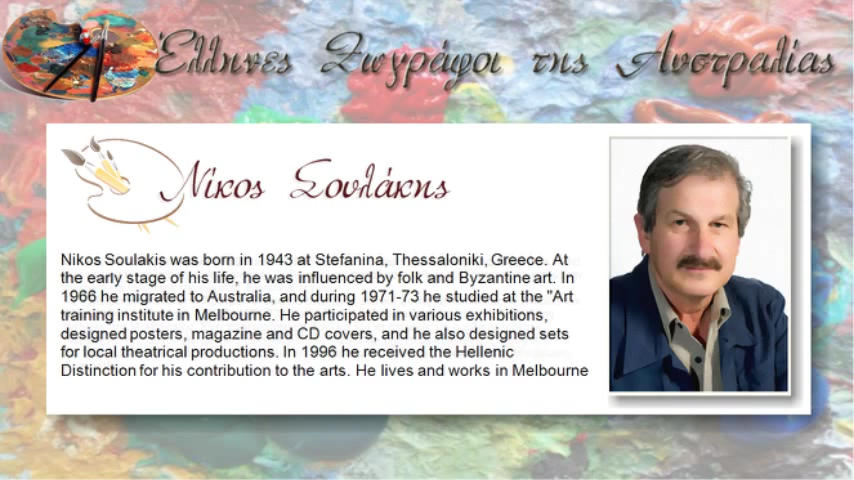 Έλληνες Ζωγράφοι της Αυστραλίας
Νίκος Σουλάκης
Nikos Soulakis was born in 1943 at Stefanina, Thessaloniki, Greece. At
the early stage of his life, he was influenced by folk and Byzantine art. In
1966 he migrated to Australia, and during 1971-73 he studied at the "Art
training institute in Melbourne. He participated in various exhibitions,
designed posters, magazine and CD covers, and he also designed sets
for local theatrical productions. In 1996 he received the Hellenic
Distinction for his contribution to the arts. He lives and works in Melbourne